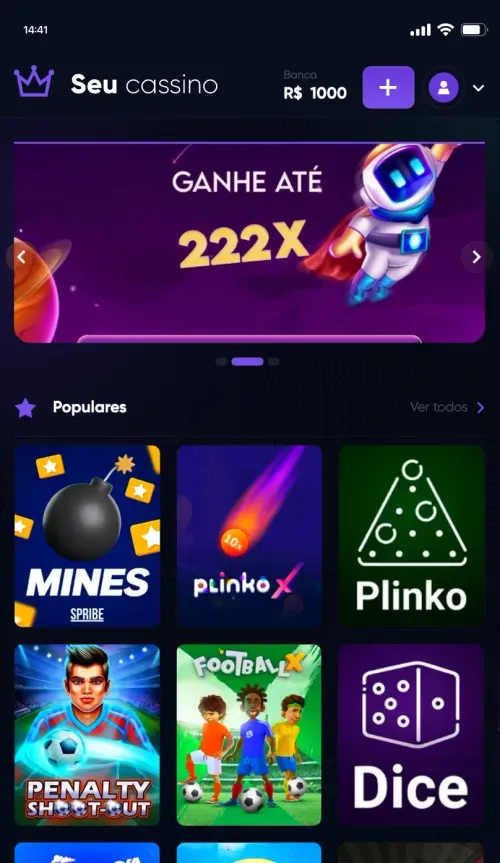 14:41
Seu cassino
Banca
R$ 1000
GANHE ATÉ
222X
Populares
Ver todos
10x
MINES
SPRIBE
plinko X
Plinko
PENALTY
SHOOT-OUT
FOOTBALL X
Dice